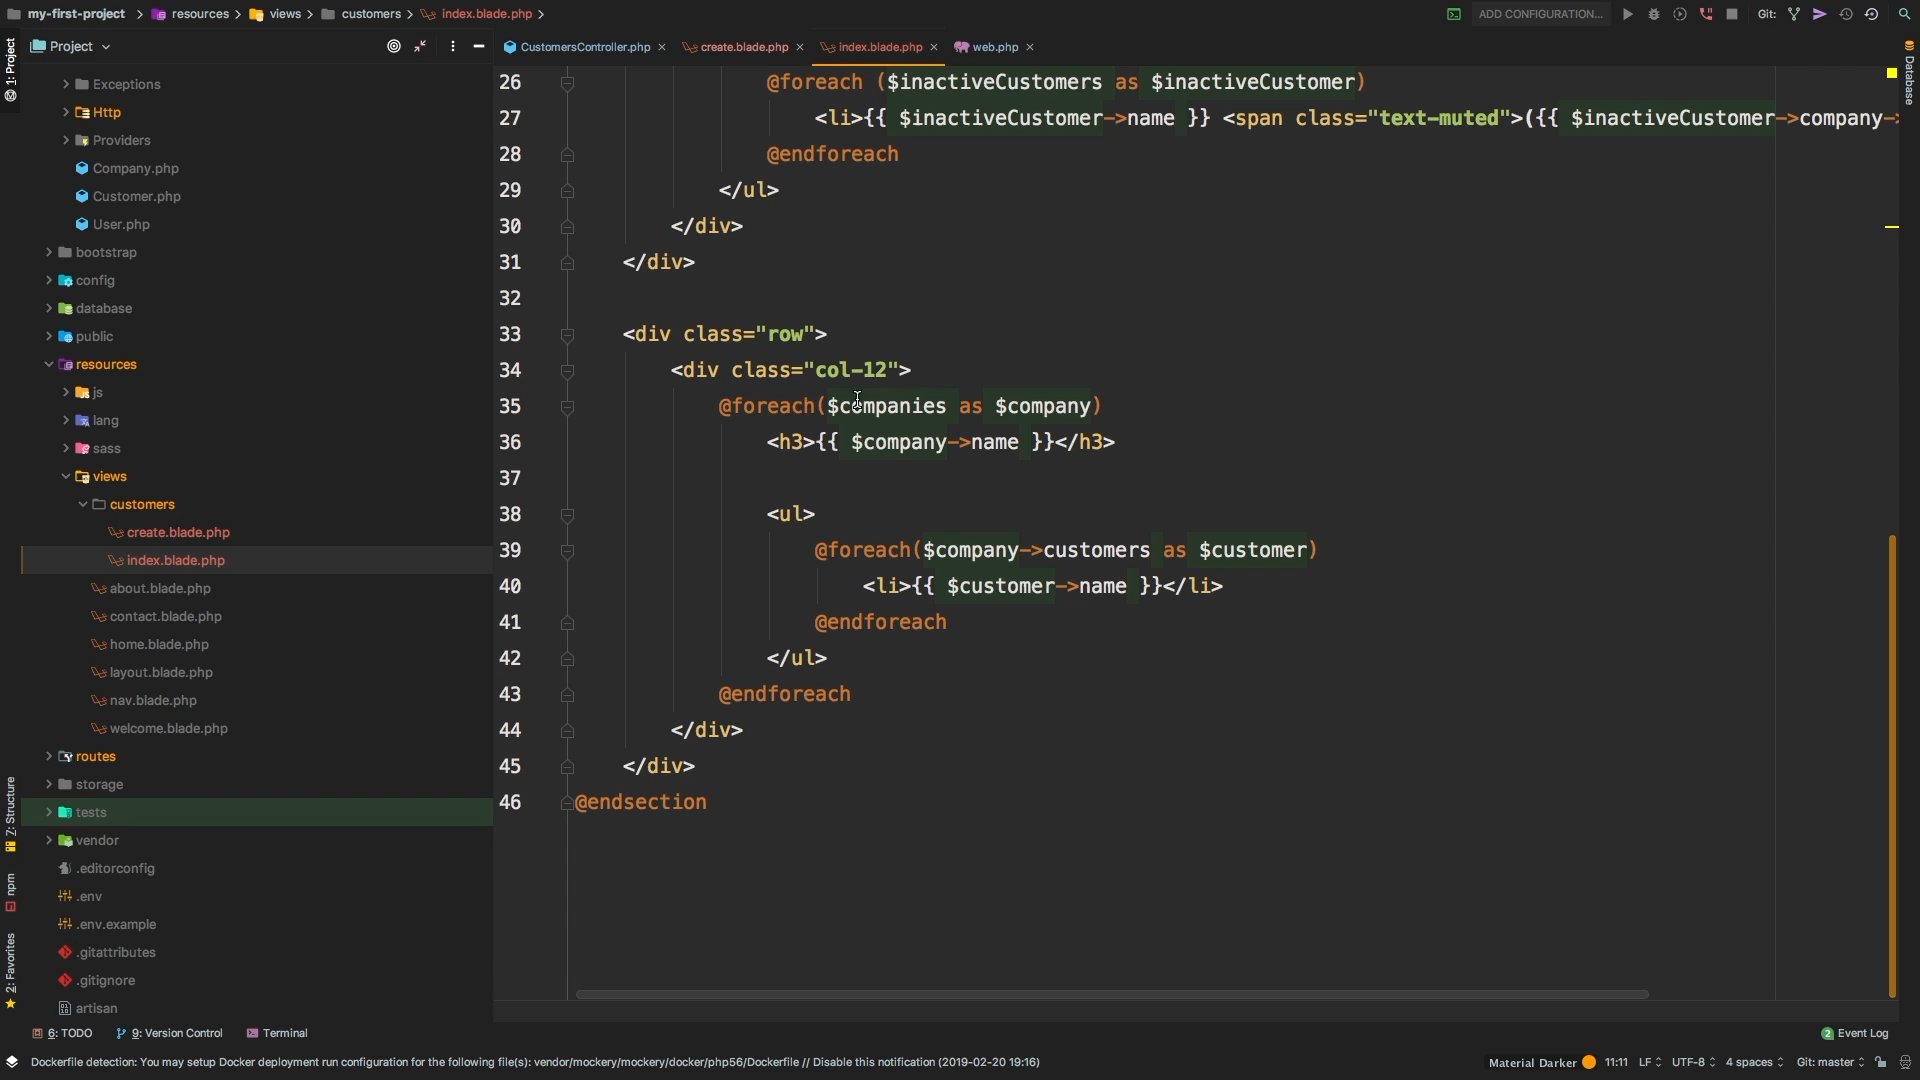 my-first-project > resources > views > customers > index.blade.php >
ADD CONFIGURATION...
Git:
Project
CustomersController.php
create.blade.php
index.blade.php
web.php
1: Project
Database
Exceptions
Http
Providers
Company.php
Customer.php
User.php
bootstrap
config
database
public
resources
js
lang
sass
views
customers
create.blade.php
index.blade.php
about.blade.php
contact.blade.php
home.blade.php
layout.blade.php
nav.blade.php
welcome.blade.php
routes
storage
tests
vendor
.editorconfig
.env
.env.example
.gitattributes
.gitignore
artisan
Z: Structure
npm
2: Favorites
26 @foreach ($inactiveCustomers as $inactiveCustomer)
27 <li>{{ $inactiveCustomer->name }} <span class="text-muted">({{ $inactiveCustomer->company->
28 @endforeach
29 </ul>
30 </div>
31 </div>
32
33 <div class="row">
34 <div class="col-12">
35 @foreach($companies as $company)
36 <h3>{{ $company->name }}</h3>
37
38 <ul>
39 @foreach($company->customers as $customer)
40 <li>{{ $customer->name }}</li>
41 @endforeach
42 </ul>
43 @endforeach
44 </div>
45 </div>
46 @endsection
6: TODO
9: Version Control
Terminal
2 Event Log
Dockerfile detection: You may setup Docker deployment run configuration for the following file(s): vendor/mockery/mockery/docker/php56/Dockerfile // Disable this notification (2019-02-20 19:16)
Material Darker
11:11
LF
UTF-8
4 spaces
Git: master